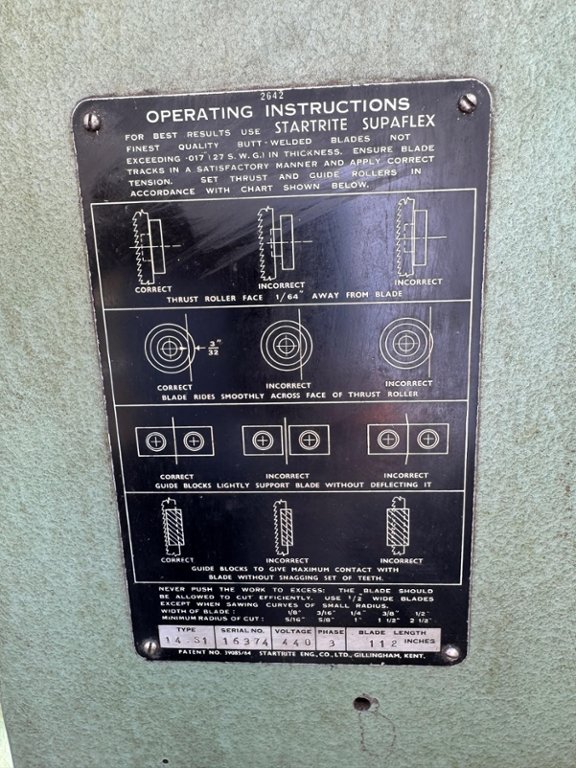 2642
OPERATING INSTRUCTIONS
FOR BEST RESULTS USE STARTRITE SUPAFLEX
FINEST QUALITY BUTT-WELDED BLADES NOT
EXCEEDING ·017" (27 S.W.G.) IN THICKNESS. ENSURE BLADE
TRACKS IN A SATISFACTORY MANNER AND APPLY CORRECT
TENSION. SET THRUST AND GUIDE ROLLERS IN
ACCORDANCE WITH CHART SHOWN BELOW.
CORRECT INCORRECT INCORRECT
THRUST ROLLER FACE 1/64" AWAY FROM BLADE
3/32"
CORRECT INCORRECT INCORRECT
BLADE RIDES SMOOTHLY ACROSS FACE OF THRUST ROLLER
CORRECT INCORRECT INCORRECT
GUIDE BLOCKS LIGHTLY SUPPORT BLADE WITHOUT DEFLECTING IT
CORRECT INCORRECT INCORRECT
GUIDE BLOCKS TO GIVE MAXIMUM CONTACT WITH
BLADE WITHOUT SNAGGING SET OF TEETH.
NEVER PUSH THE WORK TO EXCESS: THE BLADE SHOULD
BE ALLOWED TO CUT EFFICIENTLY. USE 1/2" WIDE BLADES
EXCEPT WHEN SAWING CURVES OF SMALL RADIUS.
WIDTH OF BLADE: 1/8" 3/16" 1/4" 3/8" 1/2"
MINIMUM RADIUS OF CUT: 5/16" 5/8" 1" 1 1/2" 2 1/2"
TYPE SERIAL NO. VOLTAGE PHASE BLADE LENGTH
14·S1 16374 440 3 112 INCHES
PATENT NO. 39085/64 STARTRITE ENG., CO., LTD., GILLINGHAM, KENT.